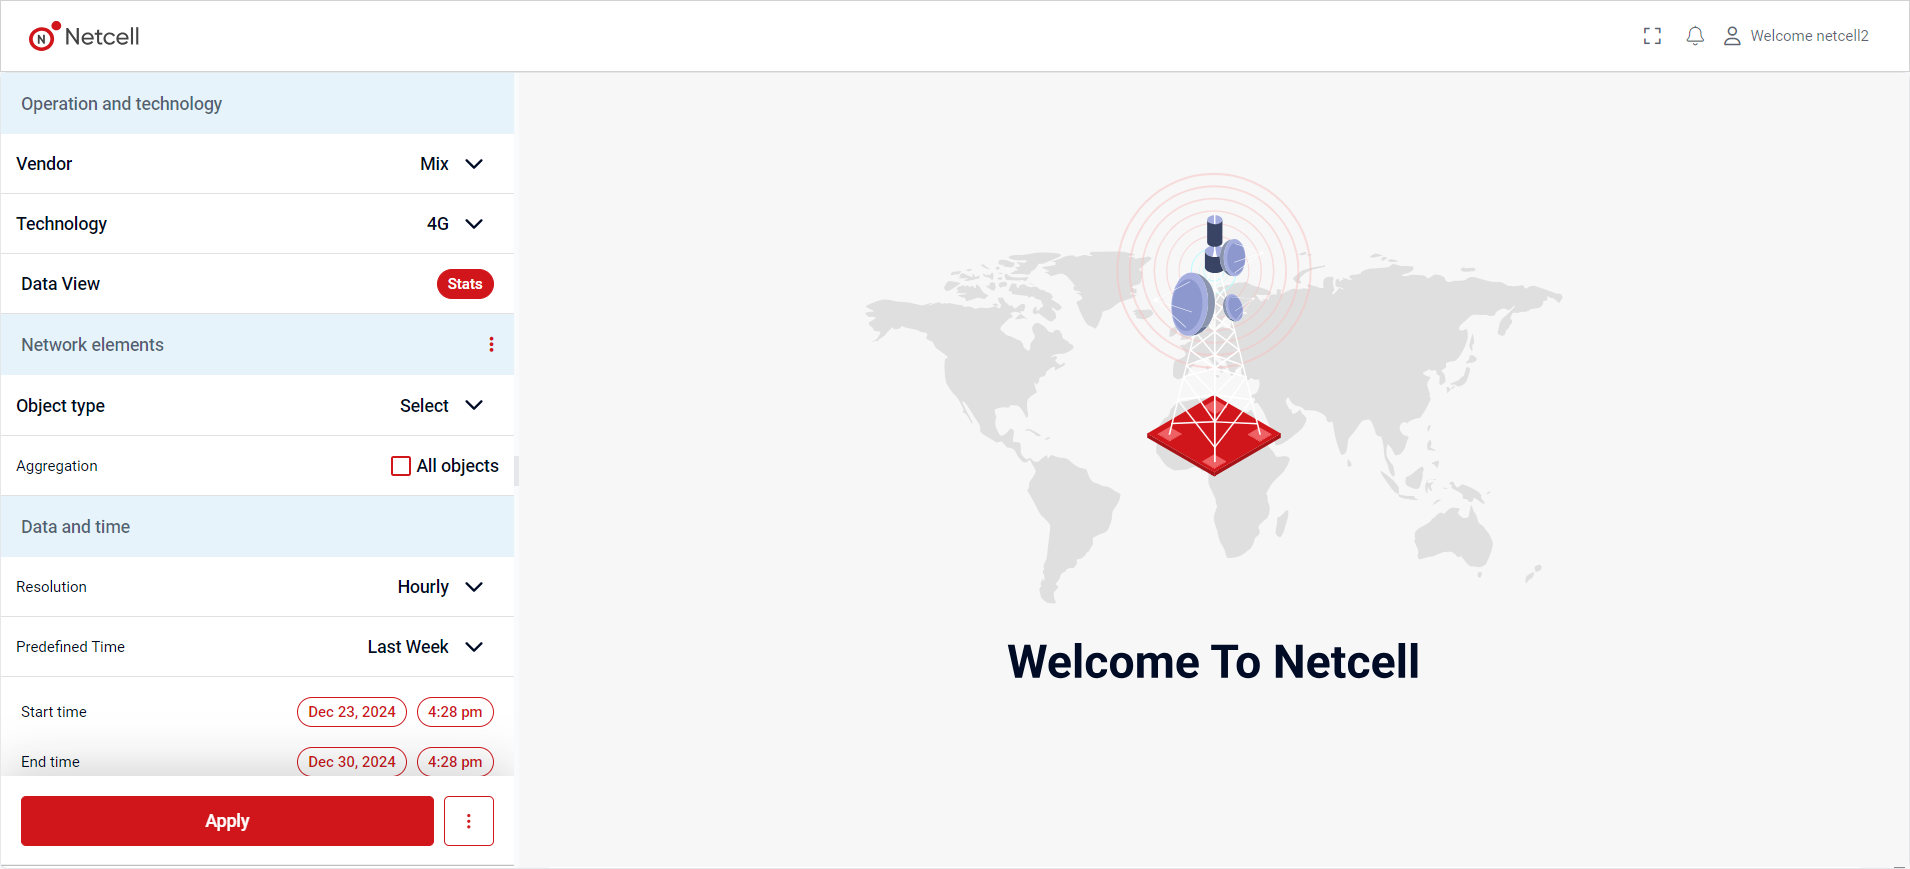 N Netcell
Welcome netcell2
Operation and technology
Vendor Mix
Technology 4G
Data View Stats
Network elements
Object type Select
Aggregation All objects
Data and time
Resolution Hourly
Predefined Time Last Week
Start time Dec 23, 2024 4:28 pm
End time Dec 30, 2024 4:28 pm
Apply
Welcome To Netcell